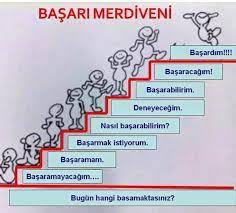 BAŞARI MERDİVENİ
Başardım!!!!
Başaracağım!
Başarabilirim.
Deneyeceğim.
Nasıl başarabilirim?
Başarmak istiyorum.
Başaramam.
Başaramayacağım....
Bugün hangi basamaktasınız?